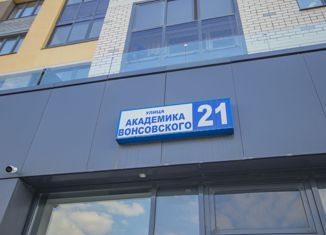 УЛИЦА
АКАДЕМИКА
ВОНСОВСКОГО
21